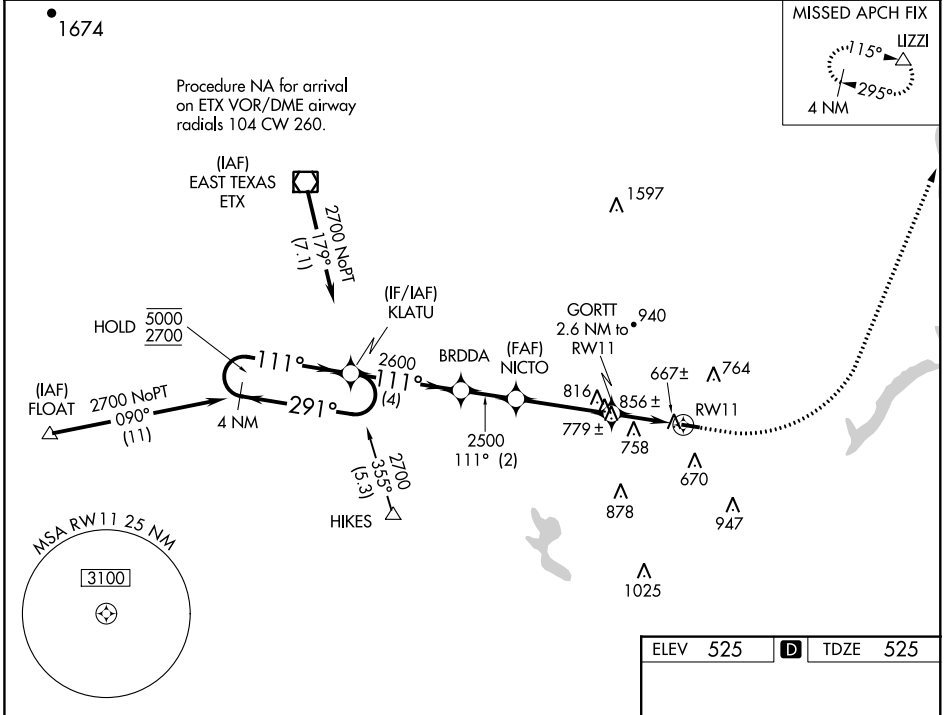 1674
MISSED APCH FIX
LIZZI
115°
295°
4 NM
Procedure NA for arrival
on ETX VOR/DME airway
radials 104 CW 260.
(IAF)
EAST TEXAS
ETX
2700 NoPT
179°
(7.1)
1597
HOLD
5000
2700
(IF/IAF)
KLATU
GORTT
2.6 NM to
RW11
940
111°
2600
111°
(4)
BRDDA
(FAF)
NICTO
764
667±
816
856±
RW11
(IAF)
FLOAT
2700 NoPT
090°
(11)
291°
4 NM
779±
758
2500
111° (2)
670
2700
355°
(5.3)
HIKES
878
947
1025
MSA RW11 25 NM
3100
ELEV 525 D TDZE 525